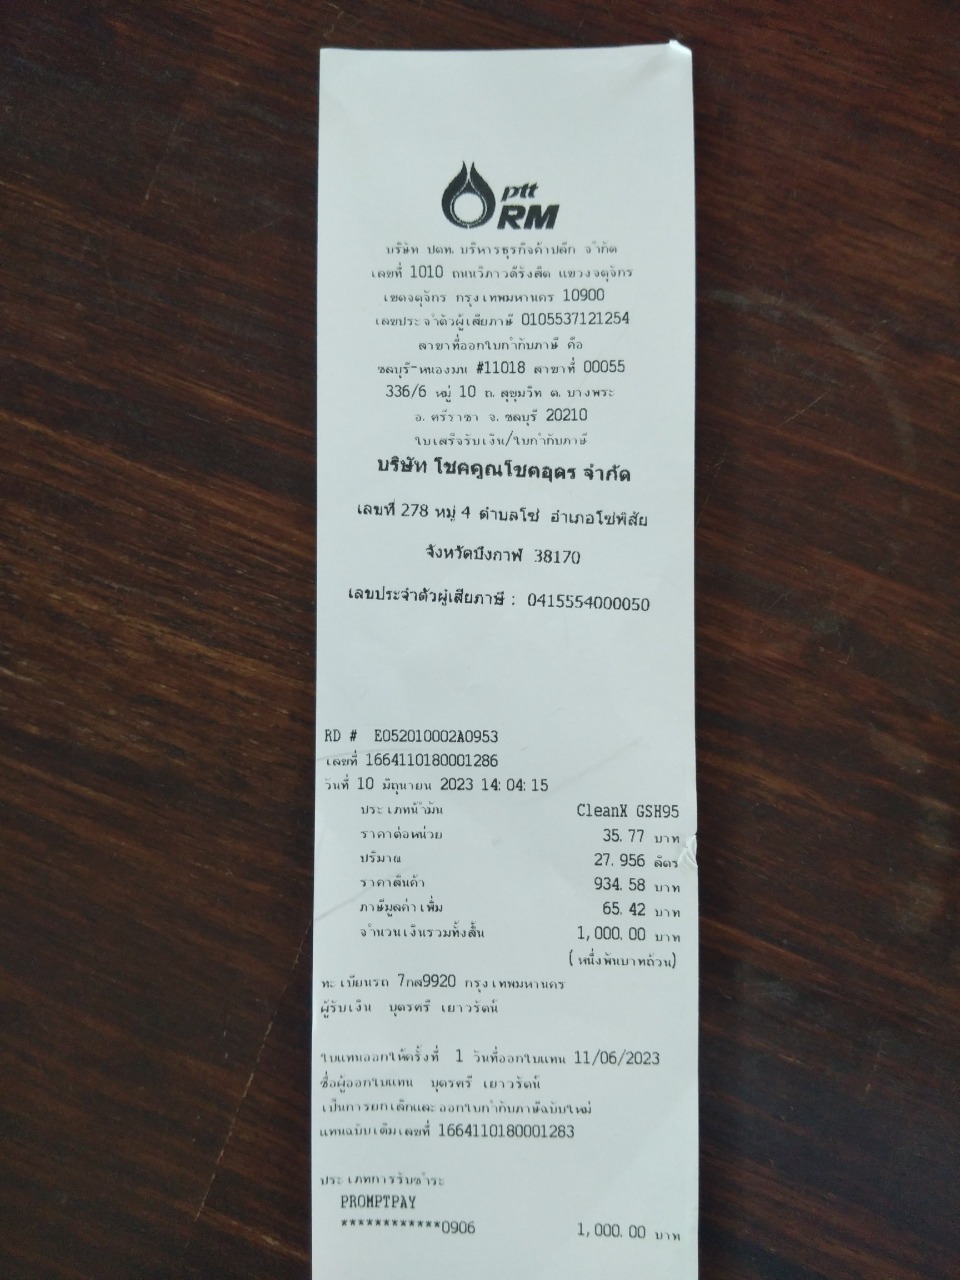 ptt
RM
บริษัท ปตท. บริหารธุรกิจค้าปลีก จำกัด
เลขที่ 1010 ถนนวิภาวดีรังสิต แขวงจตุจักร
เขตจตุจักร กรุงเทพมหานคร 10900
เลขประจำตัวผู้เสียภาษี 0105537121254
สาขาที่ออกใบกำกับภาษี คือ
ชลบุรี-หนองมน #11018 สาขาที่ 00055
336/6 หมู่ 10 ถ. สุขุมวิท ต. บางพระ
อ. ศรีราชา จ. ชลบุรี 20210
ใบเสร็จรับเงิน/ใบกำกับภาษี
บริษัท โชคคูณโชคอุดร จำกัด
เลขที่ 278 หมู่ 4 ตำบลโซ่ อำเภอโซ่พิสัย
จังหวัดบึงกาฬ 38170
เลขประจำตัวผู้เสียภาษี : 0415554000050
RD # E052010002A0953
เลขที่ 1664110180001286
วันที่ 10 มิถุนายน 2023 14:04:15
ประเภทน้ำมัน CleanX GSH95
ราคาต่อหน่วย 35.77 บาท
ปริมาณ 27.956 ลิตร
ราคาสินค้า 934.58 บาท
ภาษีมูลค่าเพิ่ม 65.42 บาท
จำนวนเงินรวมทั้งสิ้น 1,000.00 บาท
(หนึ่งพันบาทถ้วน)
ทะเบียนรถ 7กส9920 กรุงเทพมหานคร
ผู้รับเงิน บุตรศรี เยาวรัตน์
ใบแทนออกให้ครั้งที่ 1 วันที่ออกใบแทน 11/06/2023
ชื่อผู้ออกใบแทน บุตรศรี เยาวรัตน์
เป็นการยกเลิกและออกใบกำกับภาษีฉบับใหม่
แทนฉบับเดิมเลขที่ 1664110180001283
ประเภทการรับชำระ
PROMPTPAY
************0906 1,000.00 บาท